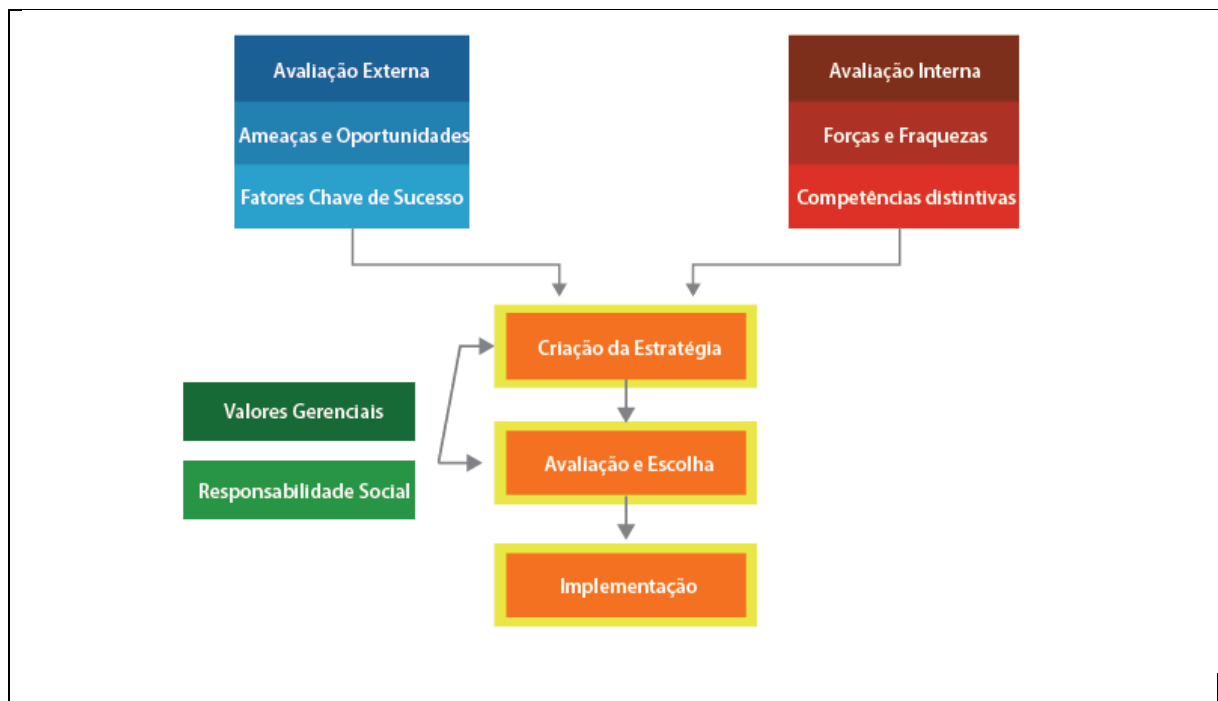 Avaliação Externa
Ameaças e Oportunidades
Fatores Chave de Sucesso
Avaliação Interna
Forças e Fraquezas
Competências distintivas
Criação da Estratégia
Valores Gerenciais
Avaliação e Escolha
Responsabilidade Social
Implementação